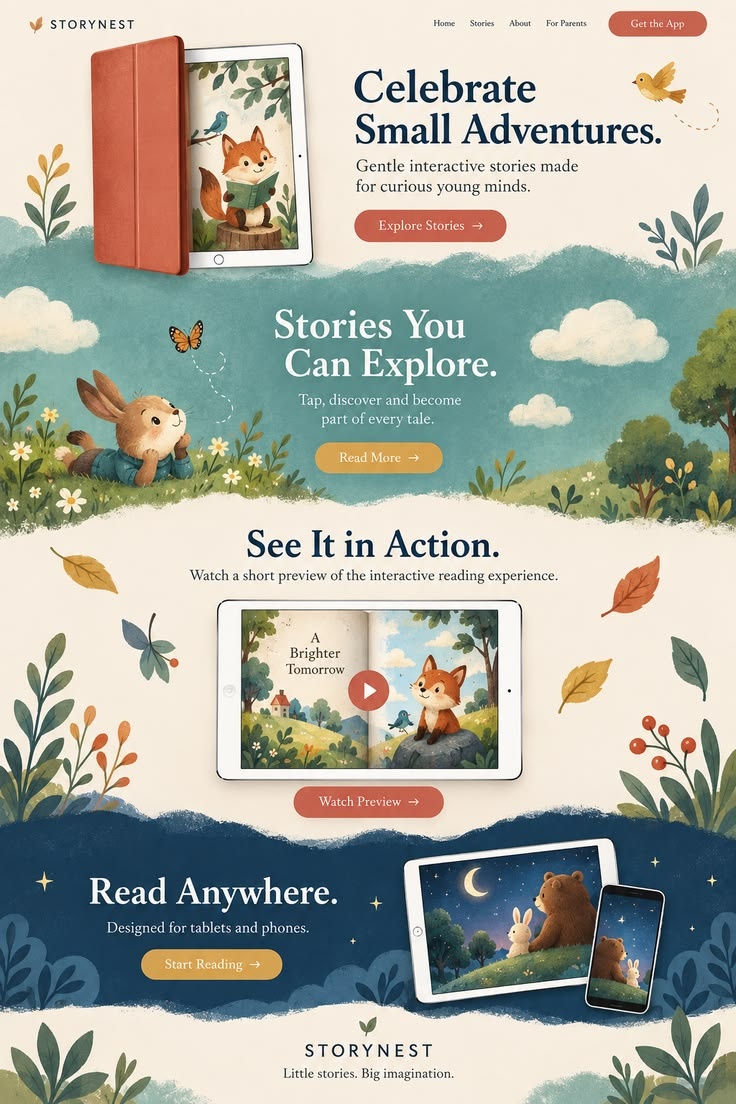 STORYNEST
Home Stories About For Parents Get the App
Celebrate
Small Adventures.
Gentle interactive stories made
for curious young minds.
Explore Stories →
Stories You
Can Explore.
Tap, discover and become
part of every tale.
Read More →
See It in Action.
Watch a short preview of the interactive reading experience.
A
Brighter
Tomorrow
Watch Preview →
Read Anywhere.
Designed for tablets and phones.
Start Reading →
STORYNEST
Little stories. Big imagination.